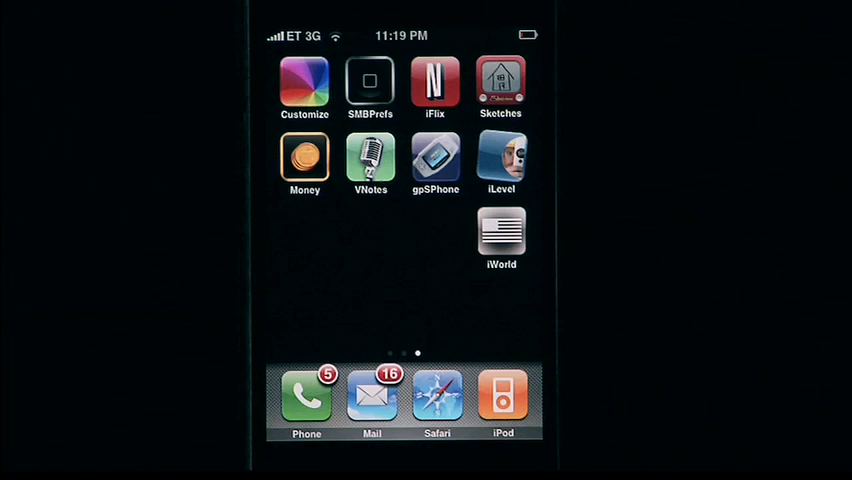 ET 3G 11:19 PM
Customize SMBPrefs iFlix Sketches
Money VNotes gpSPhone iLevel
iWorld
5 16
Phone Mail Safari iPod